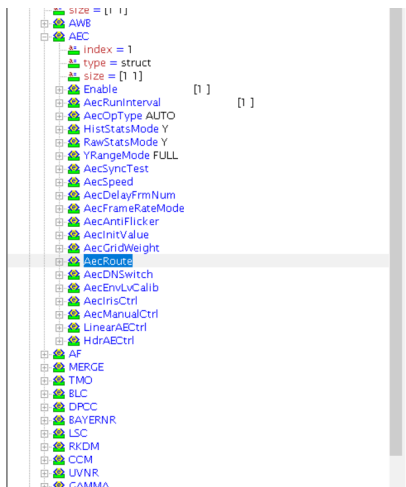 size = [1 1]
AWB
AEC
index = 1
type = struct
size = [1 1]
Enable [1 ]
AecRunInterval [1 ]
AecOpType AUTO
HistStatsMode Y
RawStatsMode Y
YRangeMode FULL
AecSyncTest
AecSpeed
AecDelayFrmNum
AecFrameRateMode
AecAntiFlicker
AecInitValue
AecGridWeight
AecRoute
AecDNSwitch
AecEnvLvCalib
AecIrisCtrl
AecManualCtrl
LinearAECtrl
HdrAECtrl
AF
MERGE
TMO
BLC
DPCC
BAYERNR
LSC
RKDM
CCM
UVNR
GAMMA